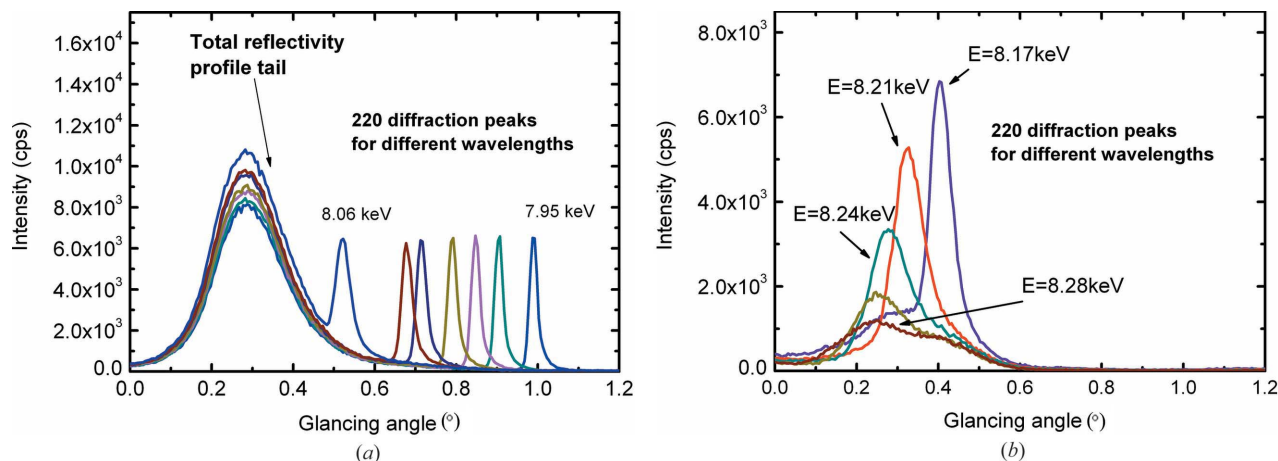 1.6x10⁴
1.4x10⁴
1.2x10⁴
1.0x10⁴
8.0x10³
6.0x10³
4.0x10³
2.0x10³
0.0
Intensity (cps)
Total reflectivity
profile tail
220 diffraction peaks
for different wavelengths
8.06 keV
7.95 keV
0.0 0.2 0.4 0.6 0.8 1.0 1.2
Glancing angle (°)
(a)
8.0x10³
6.0x10³
4.0x10³
2.0x10³
0.0
Intensity (cps)
E=8.17keV
E=8.21keV
220 diffraction peaks
for different wavelengths
E=8.24keV
E=8.28keV
0.0 0.2 0.4 0.6 0.8 1.0 1.2
Glancing angle (°)
(b)